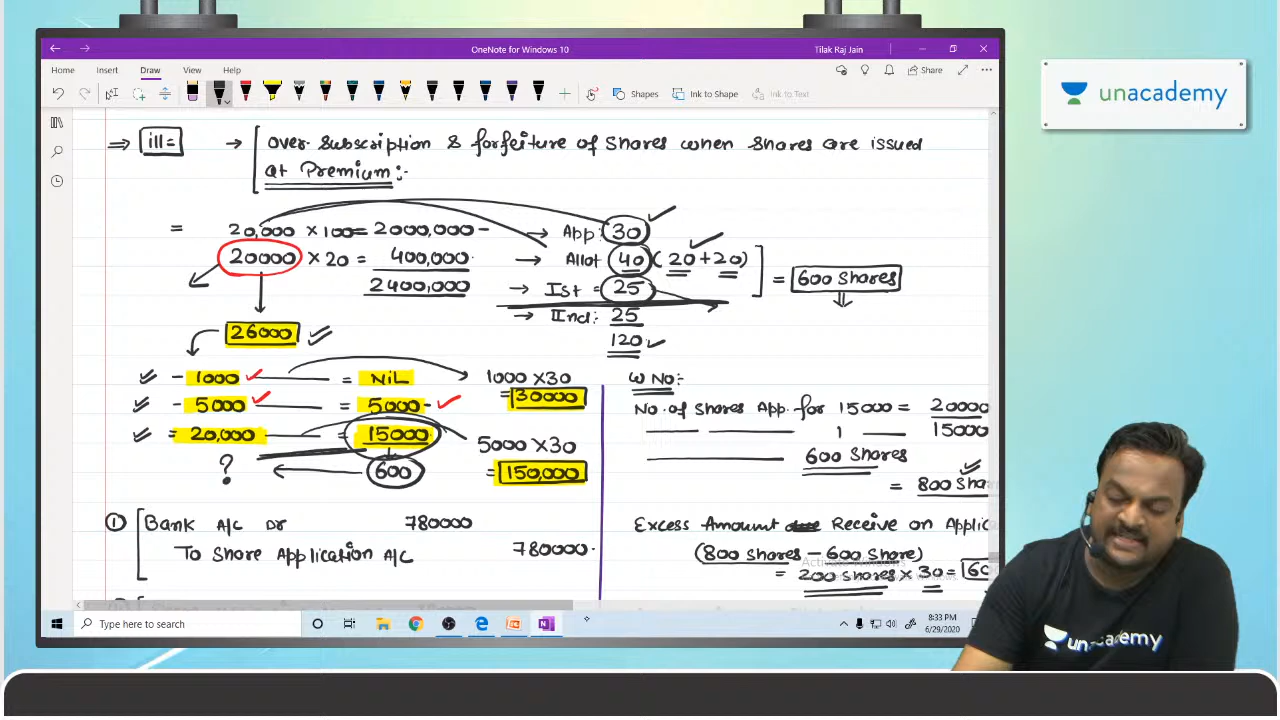 OneNote for Windows 10
Tilak Raj Jain
Home Insert Draw View Help
Share
Shapes Ink to Shape Ink to Text
unacademy
⇒ ill= → Over Subscription & forfeiture of Shares when Shares are issued
at Premium:-
= 20,000 × 100 = 2000,000 → App: 30
20000 × 20 = 400,000 → Allot 40 (20+20)
2400,000 → Ist = 25 = 600 Shares
→ IInd: 25
120
26000
- 1000 = NiL 1000 × 30
= 30000
- 5000 = 5000 -
= 20,000 = 15000 5000 × 30
= 150,000
? 600
W No:-
No. of Shares App. for 15000 = 20000
15000
1
600 Shares
= 800 Sha
① Bank A/c Dr 780000
To Share Application A/C 780000.
Excess Amount Receive on Applic
(800 Shares - 600 Share)
= 200 Shares × 30 = 60
Activate Windows
Type here to search
8:33 PM
6/29/2020
unacademy